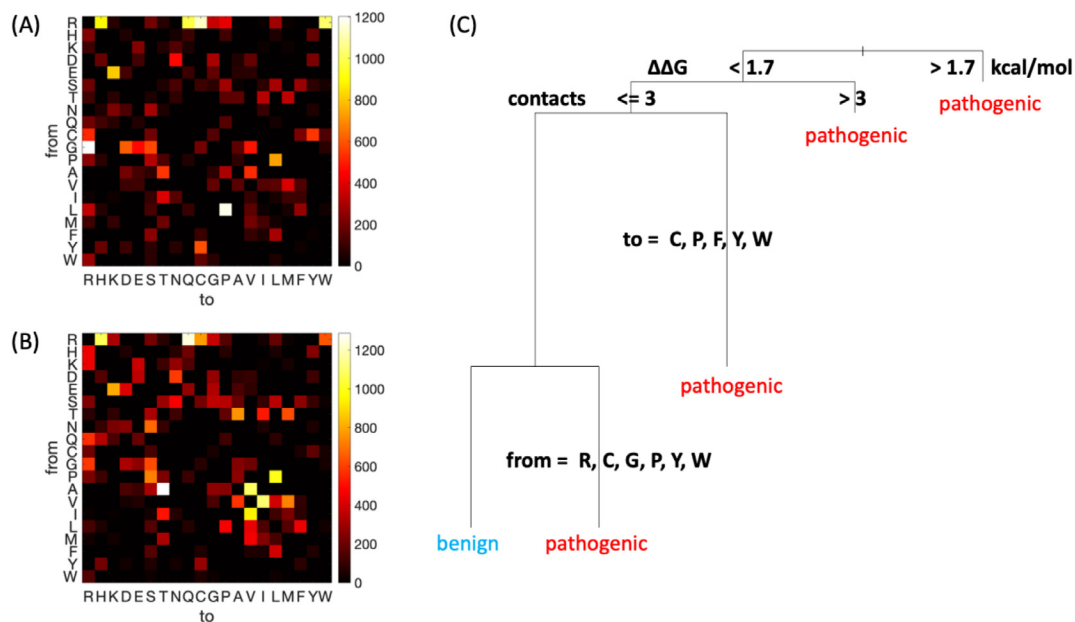 (A)
from
R
H
K
D
E
S
T
N
Q
C
G
P
A
V
I
L
M
F
Y
W
RHKDESTNQCGPAVILMFYW
to
1200
1000
800
600
400
200
0
(B)
from
R
H
K
D
E
S
T
N
Q
C
G
P
A
V
I
L
M
F
Y
W
RHKDESTNQCGPAVILMFYW
to
1200
1000
800
600
400
200
0
(C)
ΔΔG < 1.7 > 1.7 kcal/mol
contacts <= 3 > 3 pathogenic
pathogenic
to = C, P, F, Y, W
pathogenic
from = R, C, G, P, Y, W
benign pathogenic